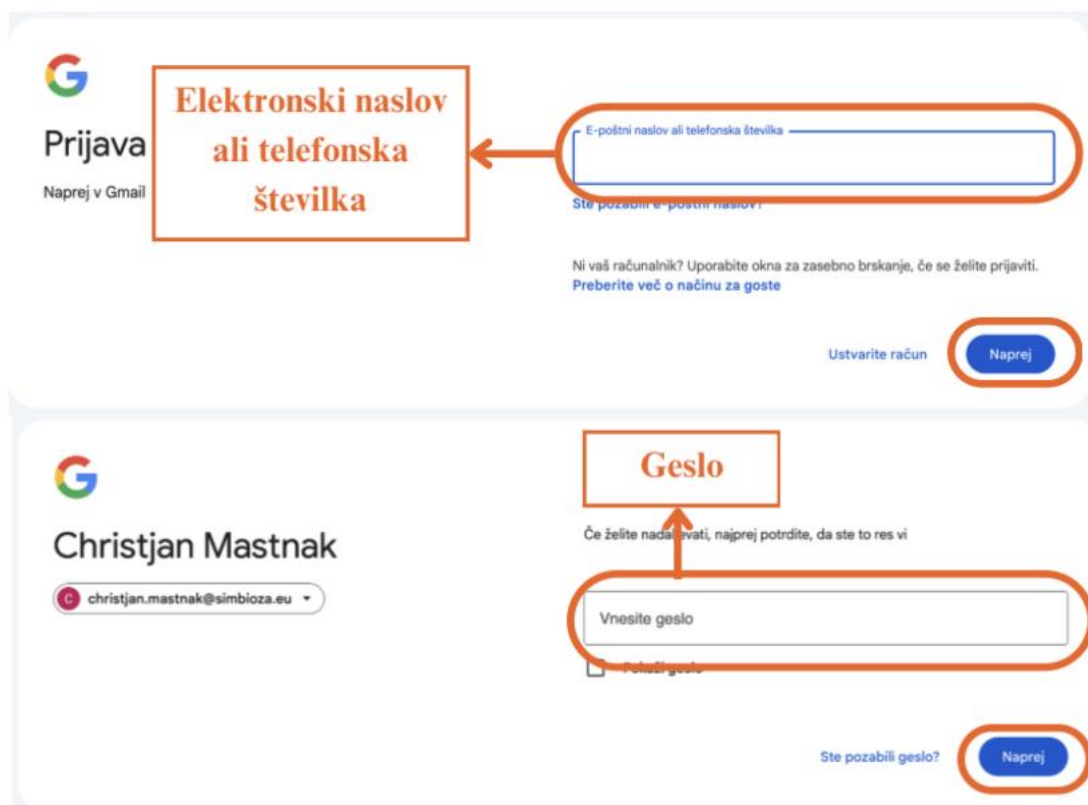 Prijava
Naprej v Gmail
Elektronski naslov
ali telefonska
številka
E-poštni naslov ali telefonska številka
Ste pozabili e-poštni naslov?
Ni vaš računalnik? Uporabite okna za zasebno brskanje, če se želite prijaviti.
Preberite več o načinu za goste
Ustvarite račun
Naprej
Christjan Mastnak
C christjan.mastnak@simbioza.eu
Geslo
Če želite nadaljevati, najprej potrdite, da ste to res vi
Vnesite geslo
Pokaži geslo
Ste pozabili geslo?
Naprej